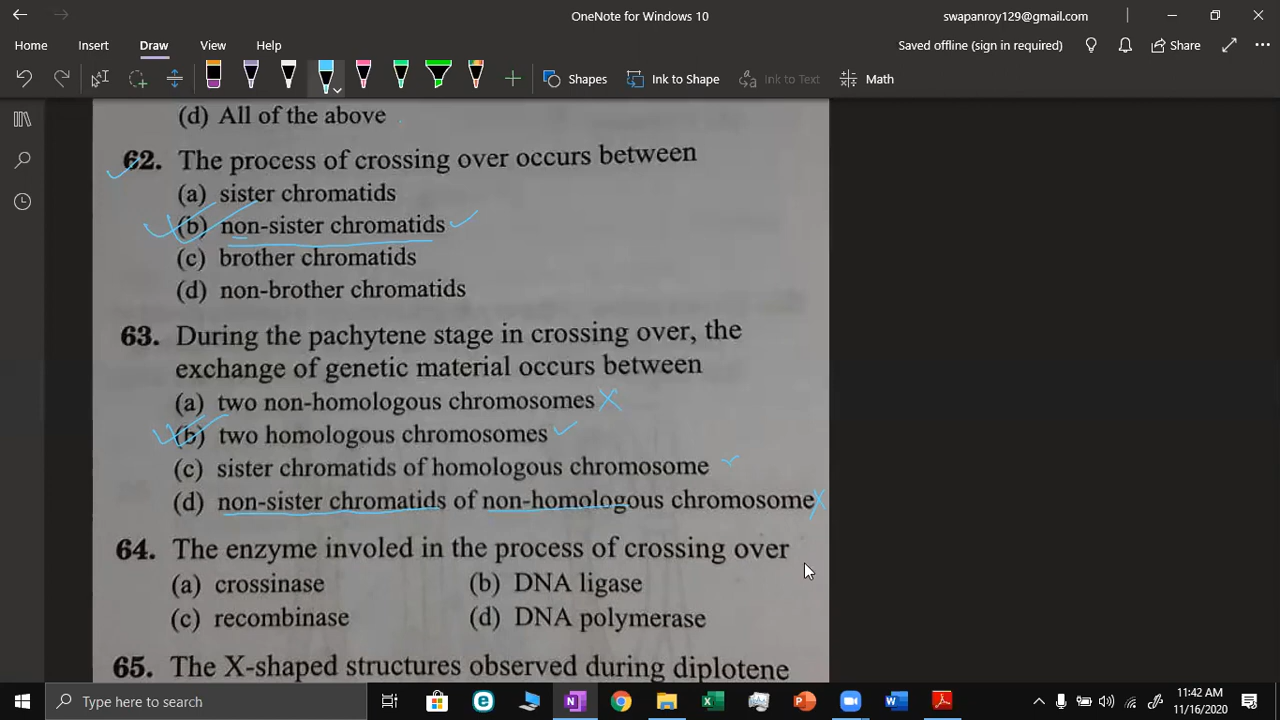 OneNote for Windows 10
swapanroy129@gmail.com
Home Insert Draw View Help
Saved offline (sign in required)
Share
Shapes
Ink to Shape
Ink to Text
Math
(d) All of the above
62. The process of crossing over occurs between
(a) sister chromatids
(b) non-sister chromatids
(c) brother chromatids
(d) non-brother chromatids
63. During the pachytene stage in crossing over, the
exchange of genetic material occurs between
(a) two non-homologous chromosomes
(b) two homologous chromosomes
(c) sister chromatids of homologous chromosome
(d) non-sister chromatids of non-homologous chromosome
64. The enzyme involed in the process of crossing over
(a) crossinase (b) DNA ligase
(c) recombinase (d) DNA polymerase
65. The X-shaped structures observed during diplotene
Type here to search
1:42 AM
11/16/2020